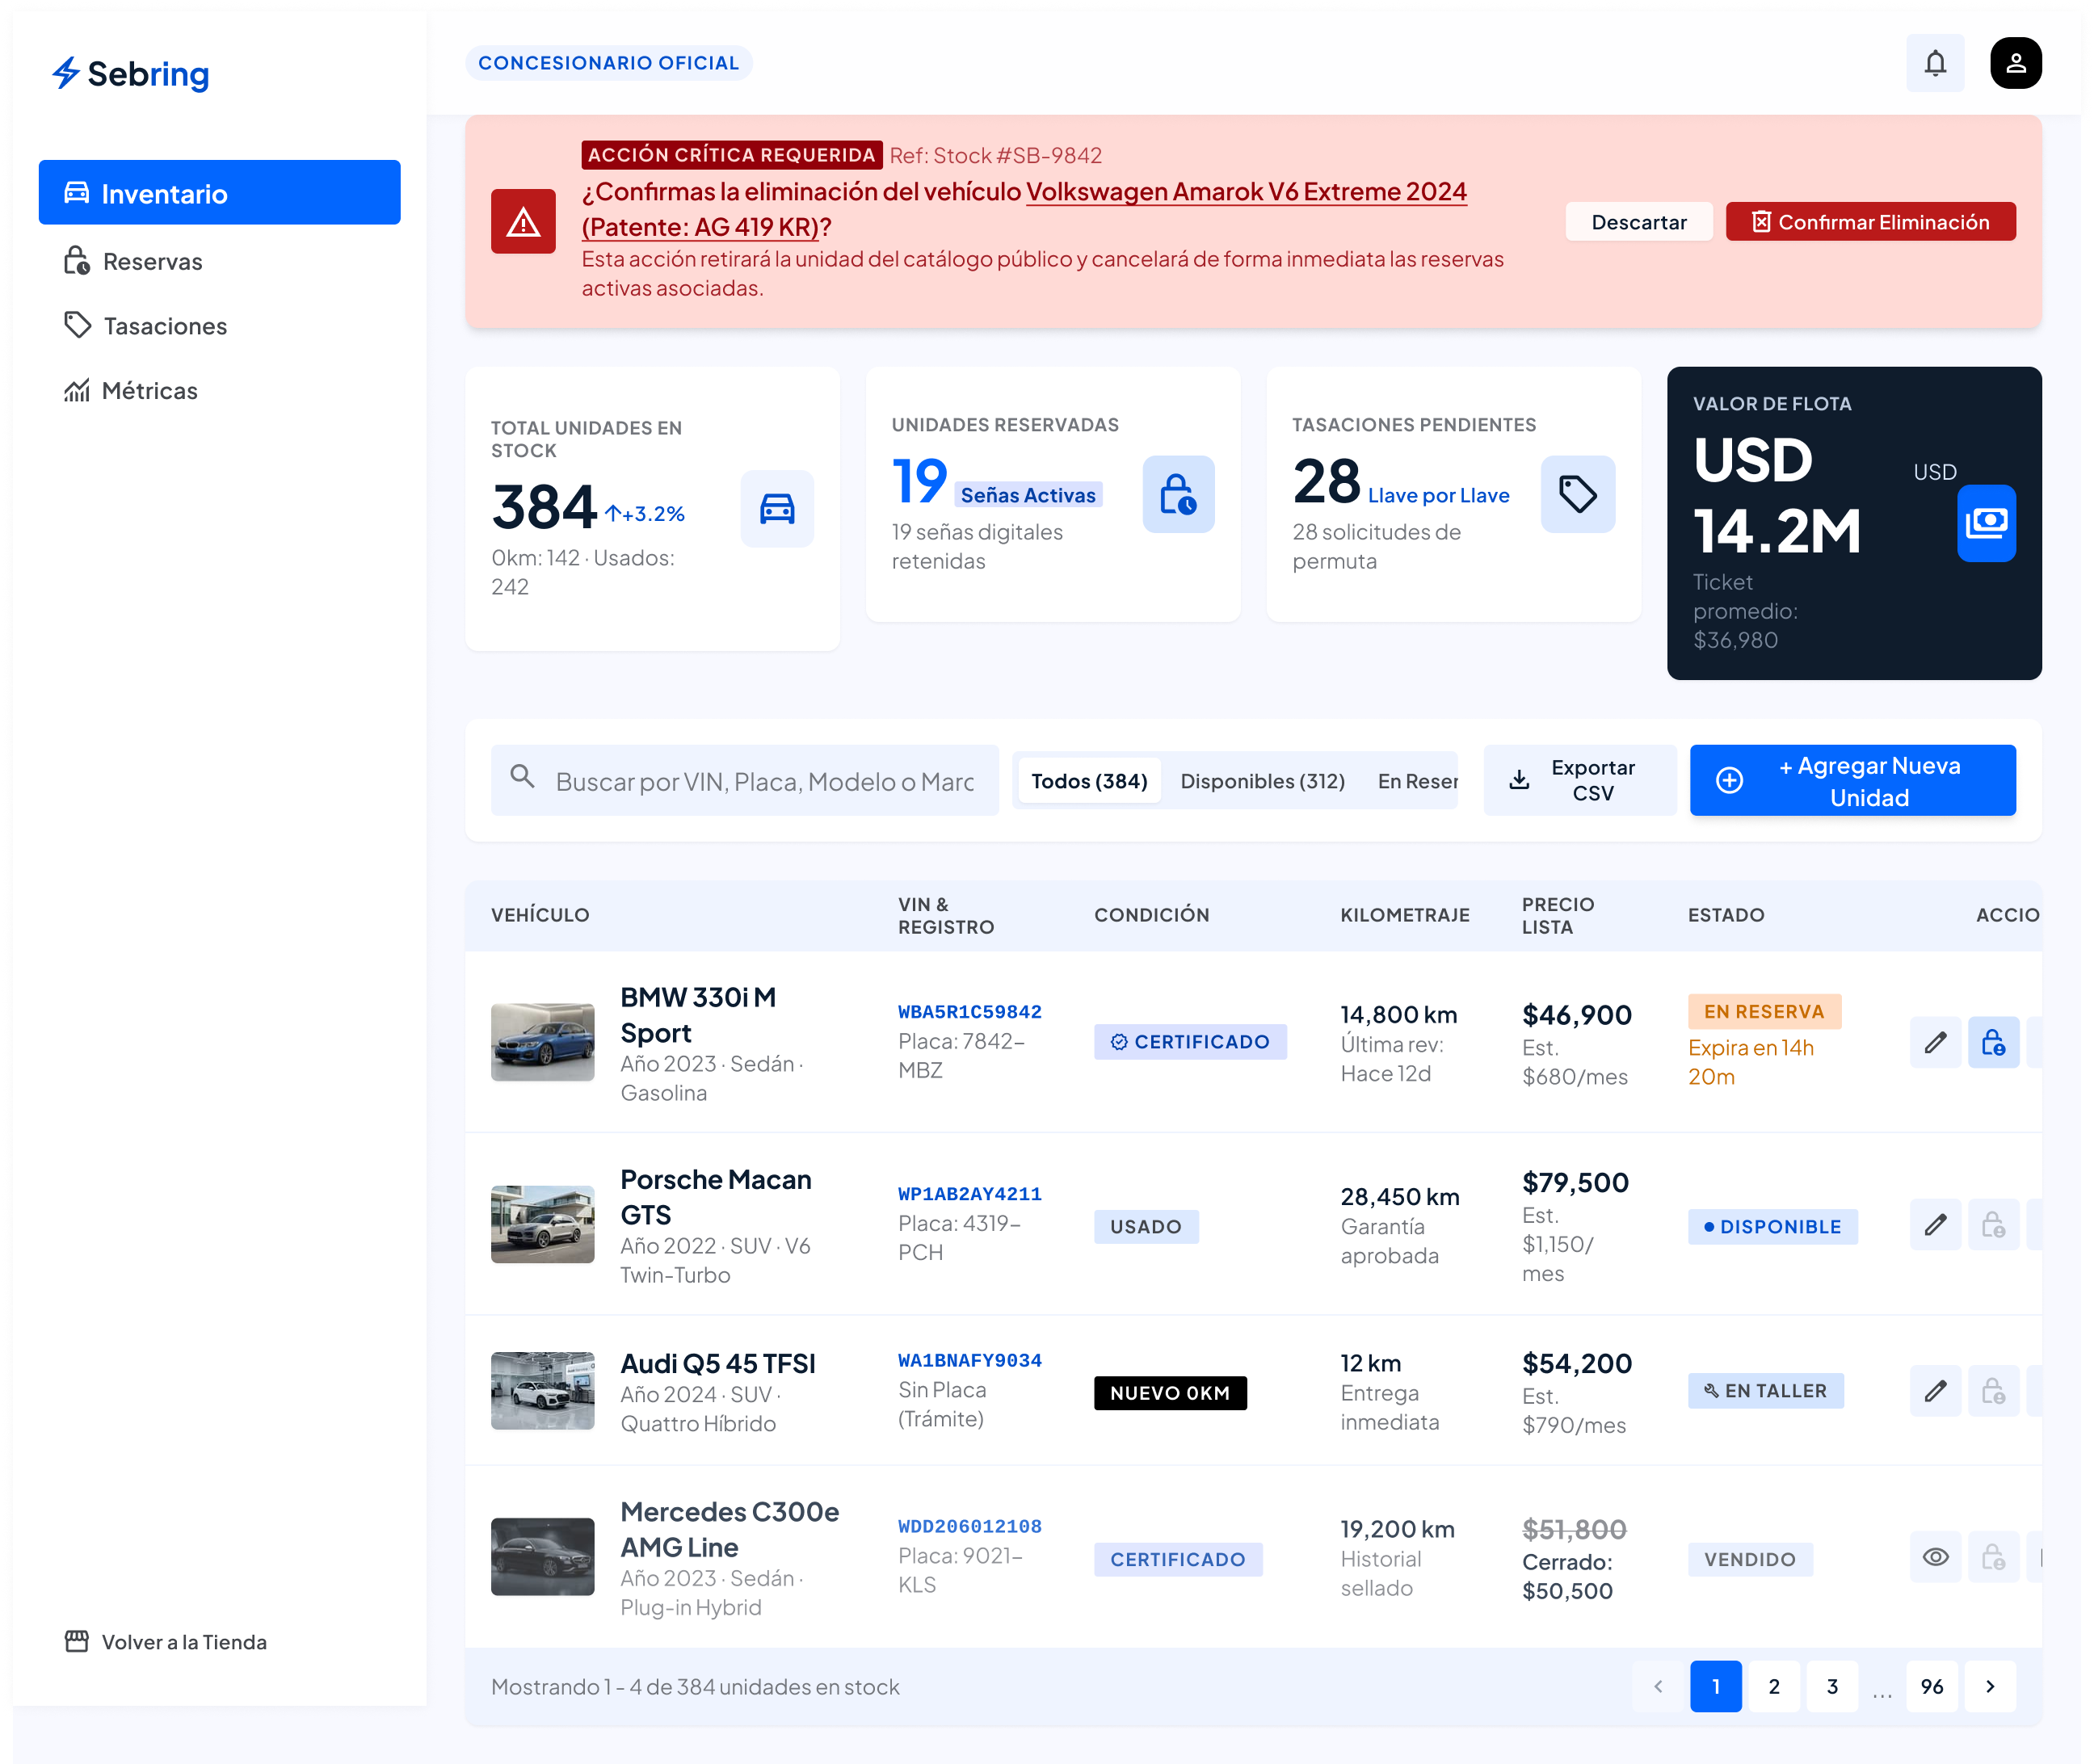 Sebring
CONCESIONARIO OFICIAL
Inventario
Reservas
Tasaciones
Métricas
Volver a la Tienda
ACCIÓN CRÍTICA REQUERIDA Ref: Stock #SB-9842
¿Confirmas la eliminación del vehículo Volkswagen Amarok V6 Extreme 2024
(Patente: AG 419 KR)?
Esta acción retirará la unidad del catálogo público y cancelará de forma inmediata las reservas
activas asociadas.
Descartar
Confirmar Eliminación
TOTAL UNIDADES EN
STOCK
384 ↑+3.2%
0km: 142 · Usados:
242
UNIDADES RESERVADAS
19 Señas Activas
19 señas digitales
retenidas
TASACIONES PENDIENTES
28 Llave por Llave
28 solicitudes de
permuta
VALOR DE FLOTA
USD
14.2M
USD
Ticket
promedio:
$36,980
Buscar por VIN, Placa, Modelo o Marc
Todos (384)
Disponibles (312)
En Reser
Exportar
CSV
+ Agregar Nueva
Unidad
VEHÍCULO
VIN &
REGISTRO
CONDICIÓN
KILOMETRAJE
PRECIO
LISTA
ESTADO
ACCIO
BMW 330i M
Sport
Año 2023 · Sedán ·
Gasolina
WBA5R1C59842
Placa: 7842-
MBZ
CERTIFICADO
14,800 km
Última rev:
Hace 12d
$46,900
Est.
$680/mes
EN RESERVA
Expira en 14h
20m
Porsche Macan
GTS
Año 2022 · SUV · V6
Twin-Turbo
WP1AB2AY4211
Placa: 4319-
PCH
USADO
28,450 km
Garantía
aprobada
$79,500
Est.
$1,150/
mes
DISPONIBLE
Audi Q5 45 TFSI
Año 2024 · SUV ·
Quattro Híbrido
WA1BNAFY9034
Sin Placa
(Trámite)
NUEVO 0KM
12 km
Entrega
inmediata
$54,200
Est.
$790/mes
EN TALLER
Mercedes C300e
AMG Line
Año 2023 · Sedán ·
Plug-in Hybrid
WDD206012108
Placa: 9021-
KLS
CERTIFICADO
19,200 km
Historial
sellado
$51,800
Cerrado:
$50,500
VENDIDO
Mostrando 1 - 4 de 384 unidades en stock
1
2
3
...
96